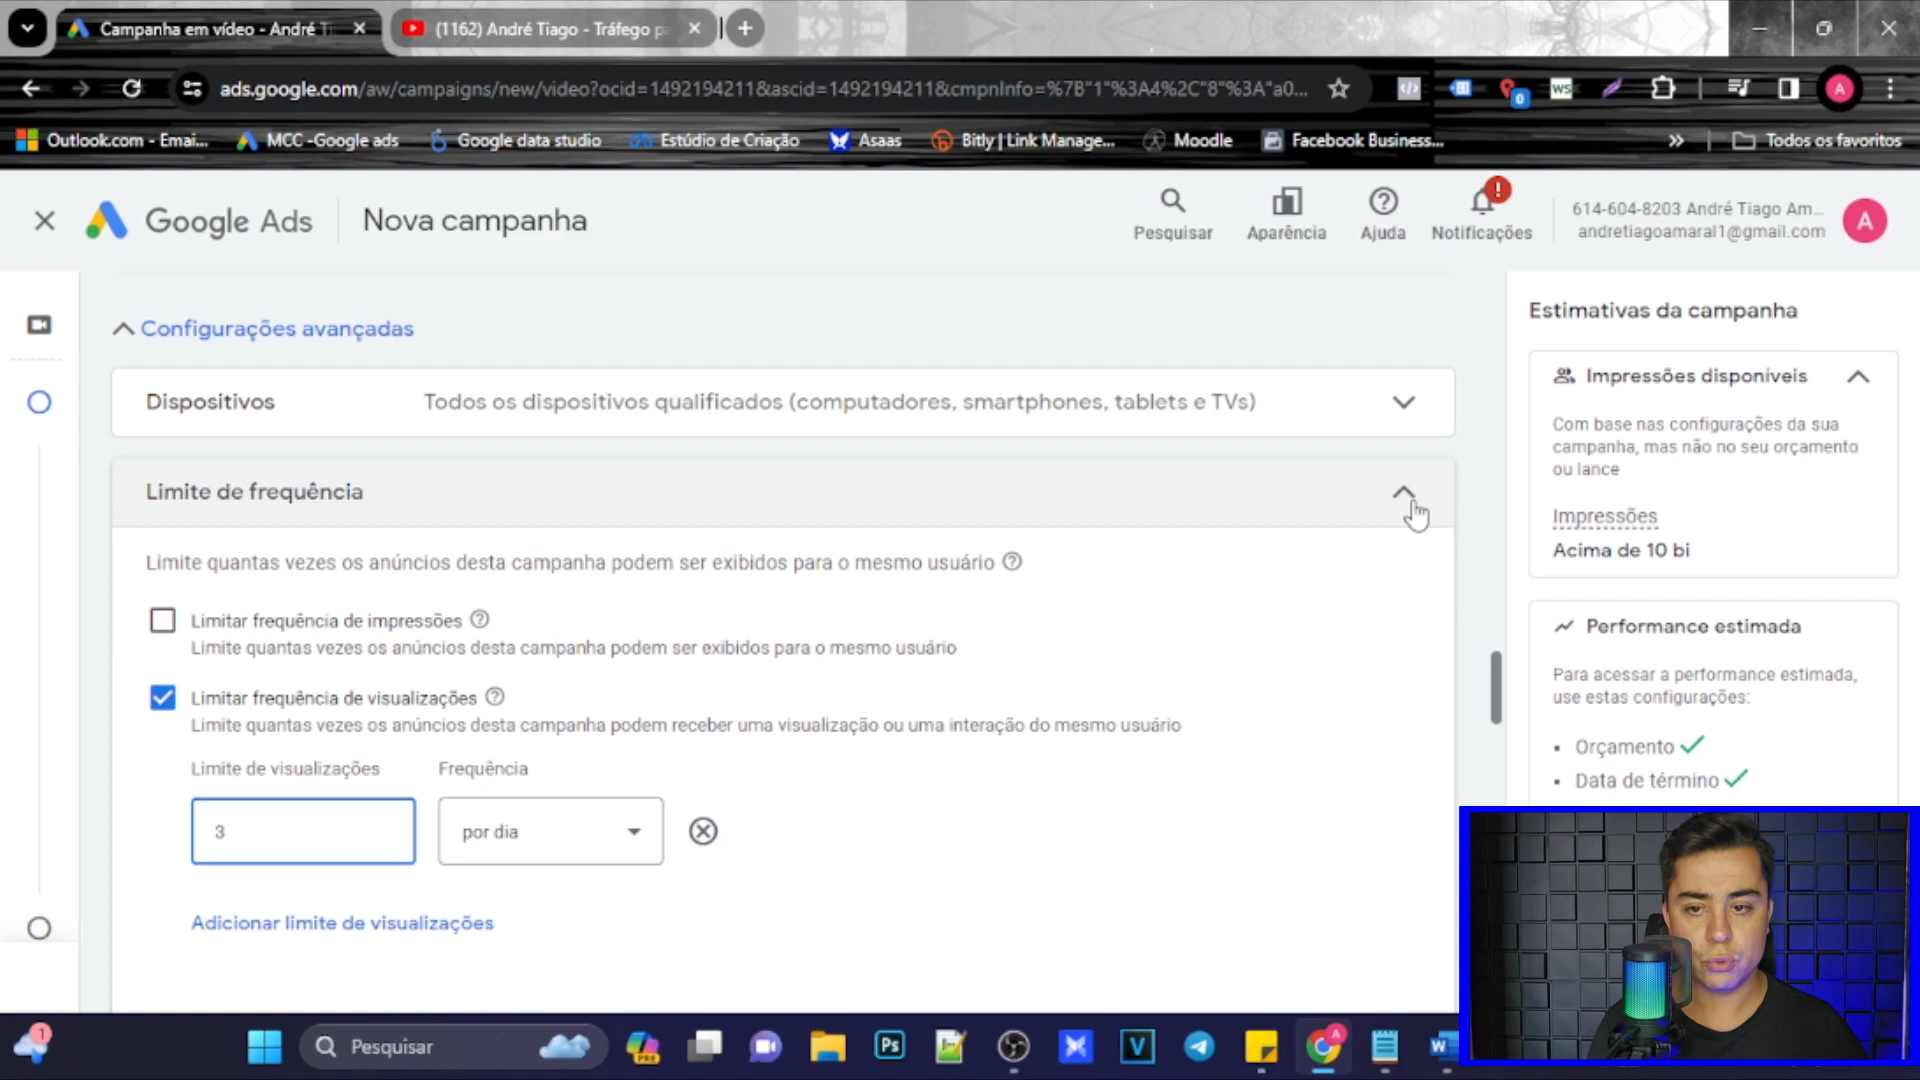 Campanha em vídeo - André T
(1162) André Tiago - Tráfego pa
ads.google.com/aw/campaigns/new/video?ocid=1492194211&ascid=1492194211&cmpnInfo=%7B"1"%3A4%2C"8"%3A"a0...
0
WS
A
Outlook.com - Emai...
MCC -Google ads
Google data studio
Estúdio de Criação
Asaas
Bitly | Link Manage...
Moodle
Facebook Business...
Todos os favoritos
Google Ads
Nova campanha
Pesquisar
Aparência
Ajuda
Notificações
614-604-8203 André Tiago Am...
andretiagoamaral1@gmail.com
A
Configurações avançadas
Dispositivos
Todos os dispositivos qualificados (computadores, smartphones, tablets e TVs)
Limite de frequência
Limite quantas vezes os anúncios desta campanha podem ser exibidos para o mesmo usuário
Limitar frequência de impressões
Limite quantas vezes os anúncios desta campanha podem ser exibidos para o mesmo usuário
Limitar frequência de visualizações
Limite quantas vezes os anúncios desta campanha podem receber uma visualização ou uma interação do mesmo usuário
Limite de visualizações
Frequência
3
por dia
Adicionar limite de visualizações
Estimativas da campanha
Impressões disponíveis
Com base nas configurações da sua
campanha, mas não no seu orçamento
ou lance
Impressões
Acima de 10 bi
Performance estimada
Para acessar a performance estimada,
use estas configurações:
• Orçamento
• Data de término
1
Pesquisar
PRE
Ps
V
A
W